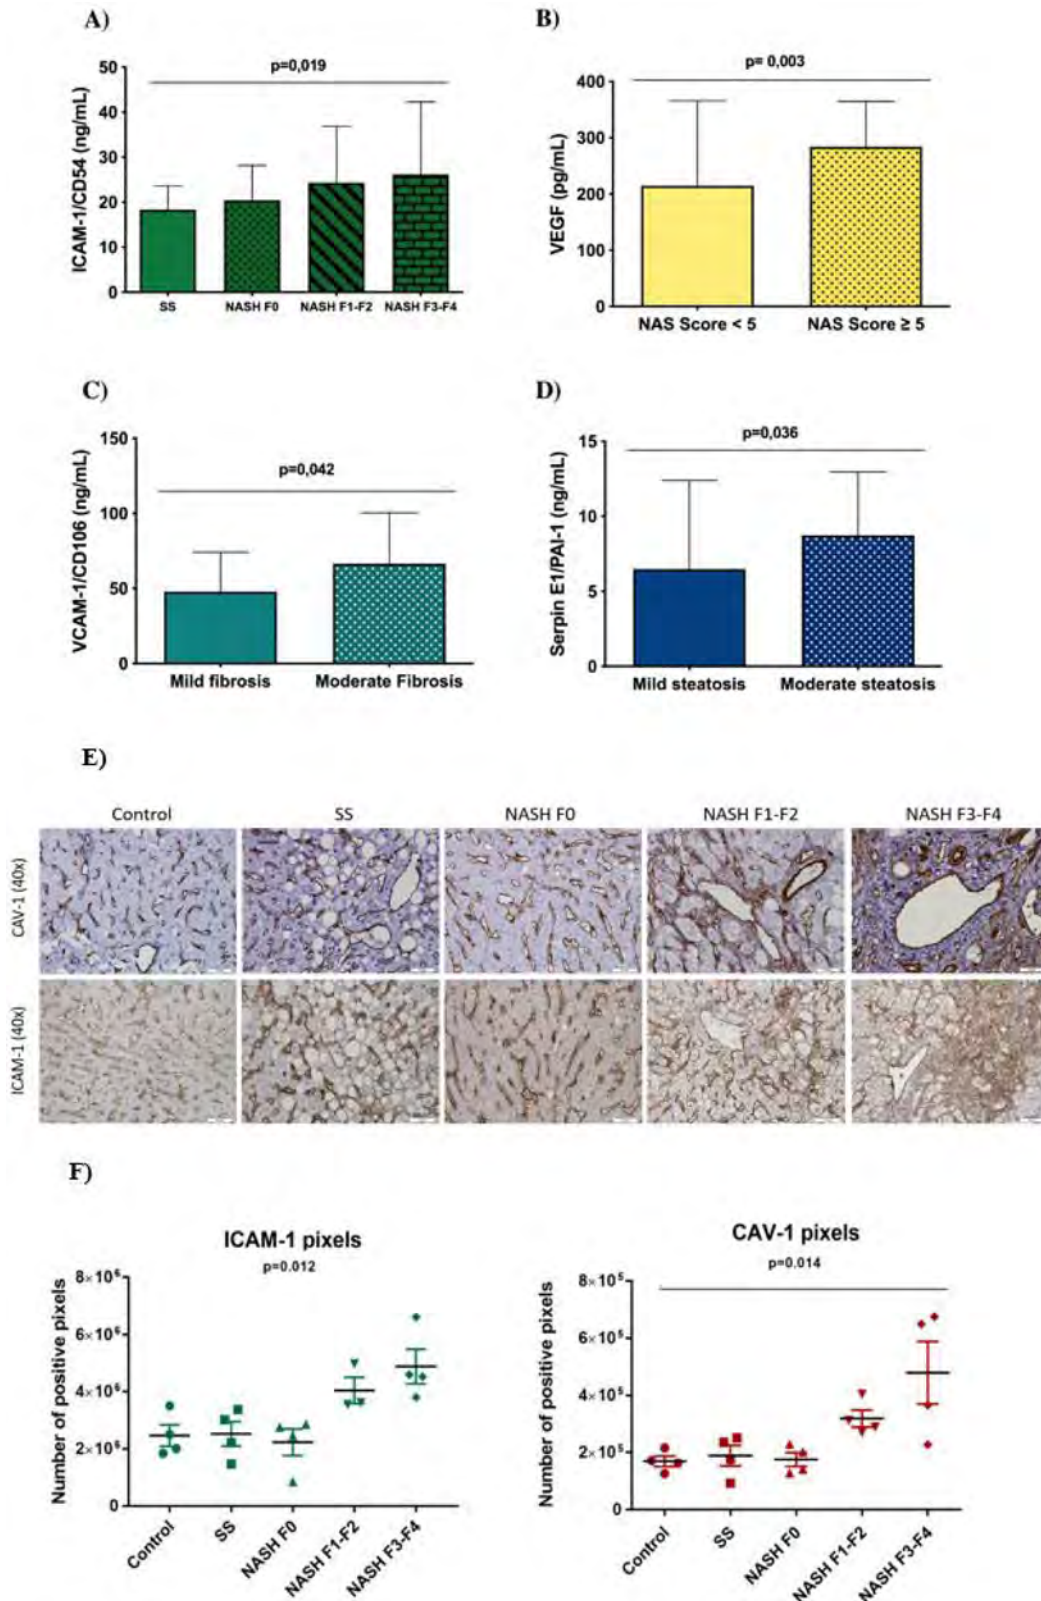 A)
p=0,019
ICAM-1/CD54 (ng/mL)
50
40
30
20
10
0
SS NASH F0 NASH F1-F2 NASH F3-F4
B)
p= 0,003
VEGF (pg/mL)
400
300
200
100
0
NAS Score < 5 NAS Score ≥ 5
C)
p=0,042
VCAM-1/CD106 (ng/mL)
150
100
50
0
Mild fibrosis Moderate Fibrosis
D)
p=0,036
Serpin E1/PAI-1 (ng/mL)
15
10
5
0
Mild steatosis Moderate steatosis
E)
Control SS NASH F0 NASH F1-F2 NASH F3-F4
CAV-1 (40x)
ICAM-1 (40x)
F)
ICAM-1 pixels
p=0.012
Number of positive pixels
8×10⁶
6×10⁶
4×10⁶
2×10⁶
0
Control SS NASH F0 NASH F1-F2 NASH F3-F4
CAV-1 pixels
p=0.014
Number of positive pixels
8×10⁵
6×10⁵
4×10⁵
2×10⁵
0
Control SS NASH F0 NASH F1-F2 NASH F3-F4